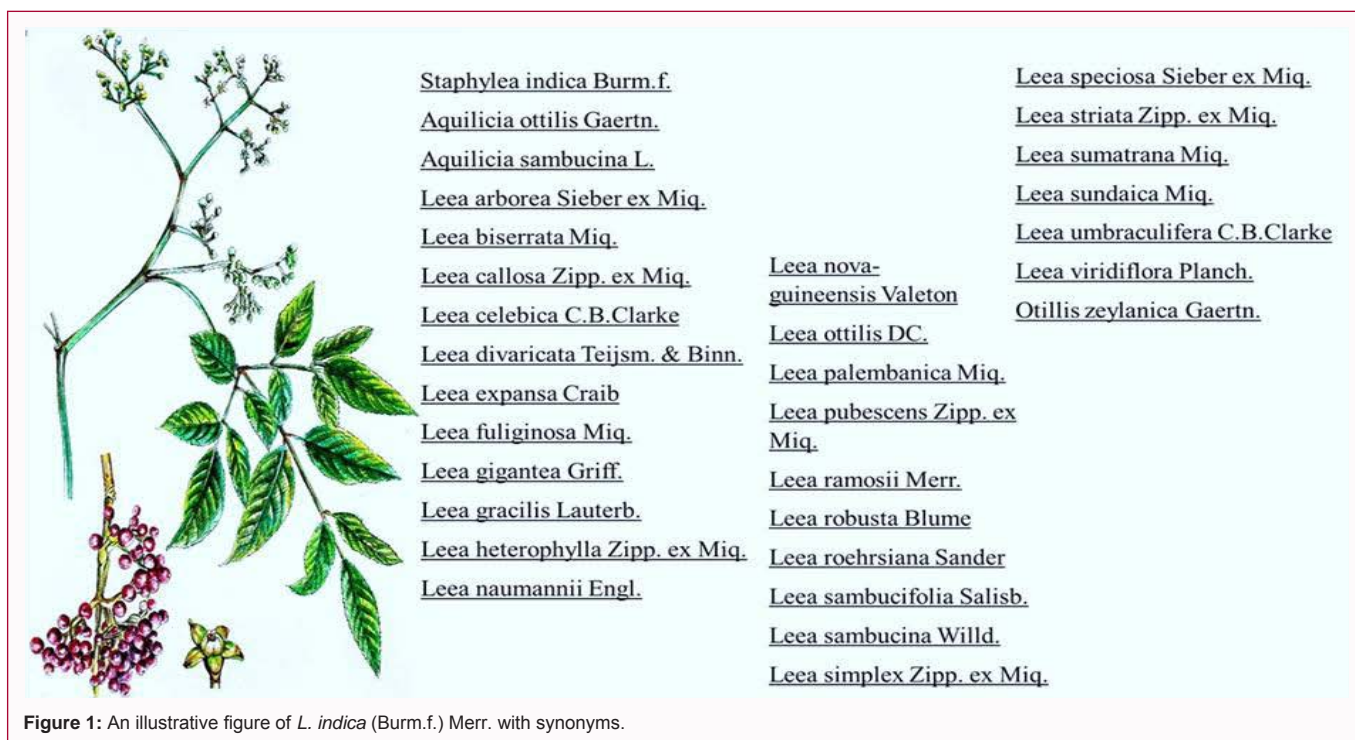 Staphylea indica Burm.f.
Aquilicia ottilis Gaertn.
Aquilicia sambucina L.
Leea arborea Sieber ex Miq.
Leea biserrata Miq.
Leea callosa Zipp. ex Miq.
Leea celebica C.B.Clarke
Leea divaricata Teijsm. & Binn.
Leea expansa Craib
Leea fuliginosa Miq.
Leea gigantea Griff.
Leea gracilis Lauterb.
Leea heterophylla Zipp. ex Miq.
Leea naumannii Engl.
Leea nova-
guineensis Valeton
Leea ottilis DC.
Leea palembanica Miq.
Leea pubescens Zipp. ex
Miq.
Leea ramosii Merr.
Leea robusta Blume
Leea roehrsiana Sander
Leea sambucifolia Salisb.
Leea sambucina Willd.
Leea simplex Zipp. ex Miq.
Leea speciosa Sieber ex Miq.
Leea striata Zipp. ex Miq.
Leea sumatrana Miq.
Leea sundaica Miq.
Leea umbraculifera C.B.Clarke
Leea viridiflora Planch.
Otillis zeylanica Gaertn.
Figure 1: An illustrative figure of L. indica (Burm.f.) Merr. with synonyms.